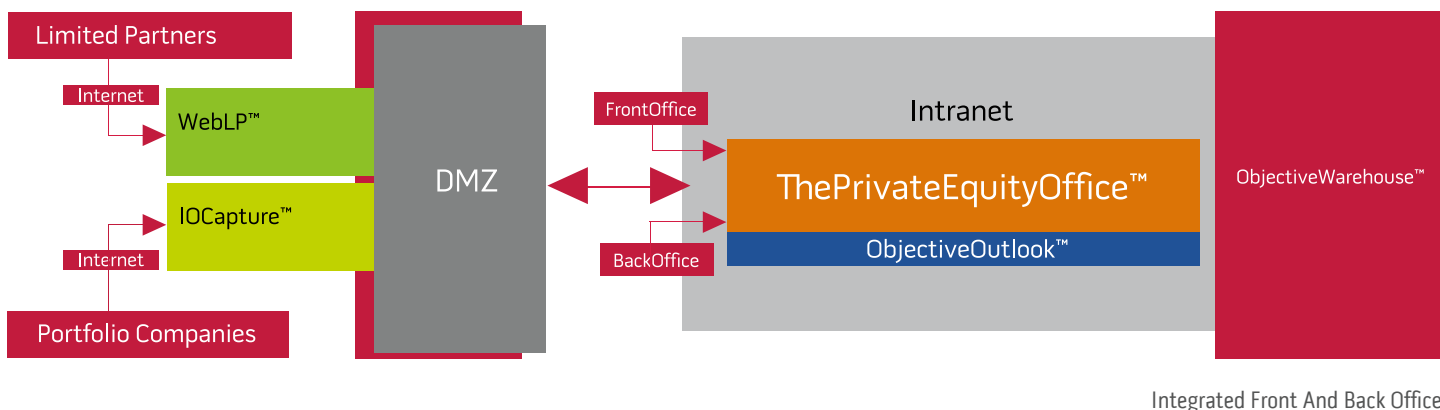 Limited Partners
Internet
WebLP™
IOCapture™
Internet
Portfolio Companies
DMZ
FrontOffice
BackOffice
Intranet
ThePrivateEquityOffice™
ObjectiveOutlook™
ObjectiveWarehouse™
Integrated Front And Back Office